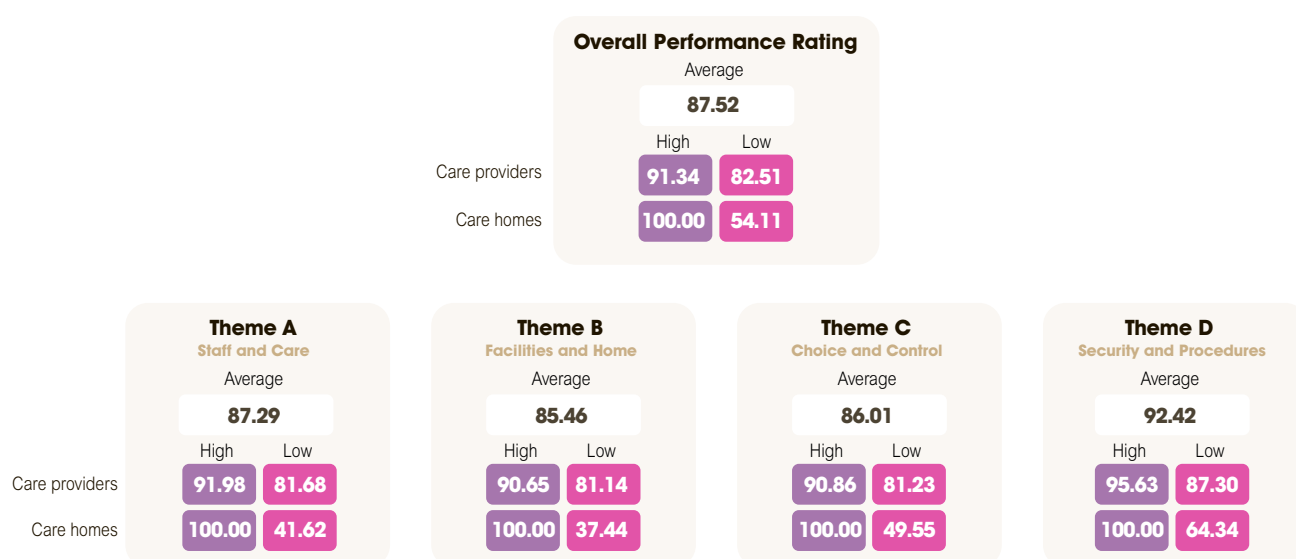 Overall Performance Rating
Average
87.52
High Low
Care providers 91.34 82.51
Care homes 100.00 54.11
Theme A Theme B Theme C Theme D
Staff and Care Facilities and Home Choice and Control Security and Procedures
Average Average Average Average
87.29 85.46 86.01 92.42
High Low High Low High Low High Low
Care providers 91.98 81.68 90.65 81.14 90.86 81.23 95.63 87.30
Care homes 100.00 41.62 100.00 37.44 100.00 49.55 100.00 64.34